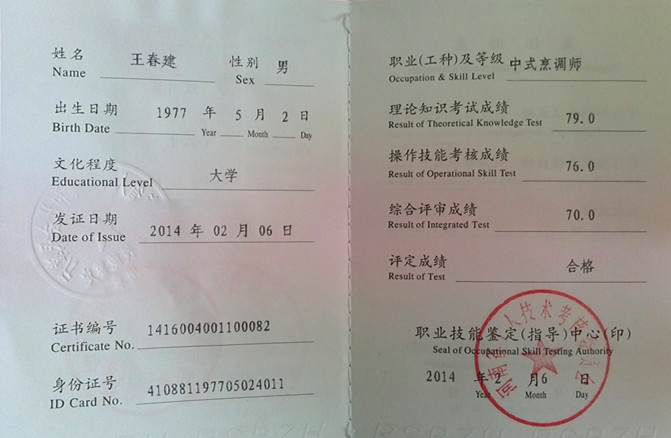 姓名 王春建 性别 男
Name Sex
出生日期 1977 年 5 月 2 日
Birth Date Year Month Day
文化程度 大学
Educational Level
发证日期 2014 年 02 月 06 日
Date of Issue
证书编号 1416004001100082
Certificate No.
身份证号 410881197705024011
ID Card No.
职业(工种)及等级 中式烹调师
Occupation & Skill Level
理论知识考试成绩 79.0
Result of Theoretical Knowledge Test
操作技能考核成绩 76.0
Result of Operational Skill Test
综合评审成绩 70.0
Result of Integrated Test
评定成绩 合格
Result of Test
职业技能鉴定(指导)中心(印)
Seal of Occupational Skill Testing Authority
2014 年 2 月 6 日
Year Month Day